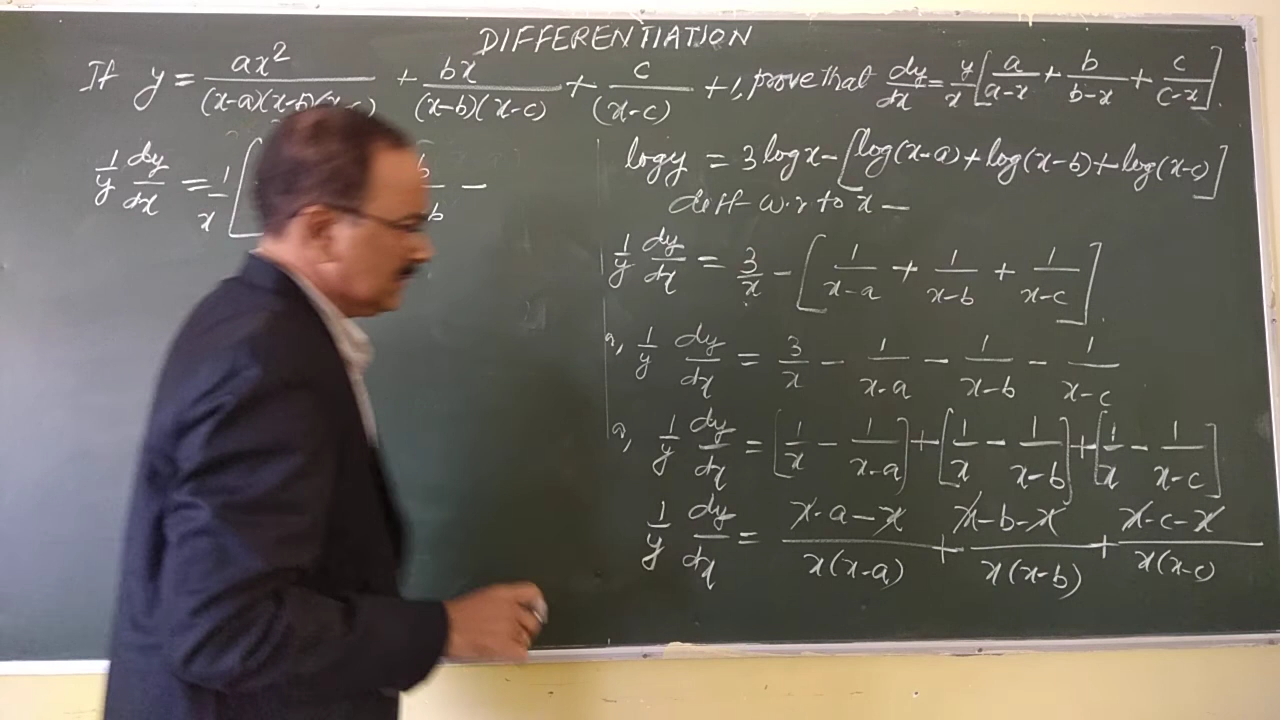 DIFFERENTIATION
If y = ax²/(x-a)(x-b)(x-c) + bx/(x-b)(x-c) + c/(x-c) + 1, prove that dy/dx = y/x [a/a-x + b/b-x + c/c-x].
1/y dy/dx = 1/x [ b/ b -
logy = 3 logx - [log(x-a) + log(x-b) + log(x-c)]
diff w.r to x -
1/y dy/dx = 3/x - [1/x-a + 1/x-b + 1/x-c]
a, 1/y dy/dx = 3/x - 1/x-a - 1/x-b - 1/x-c
a, 1/y dy/dx = [1/x - 1/x-a] + [1/x - 1/x-b] + [1/x - 1/x-c]
1/y dy/dx = x-a-x/x(x-a) + x-b-x/x(x-b) + x-c-x/x(x-c)